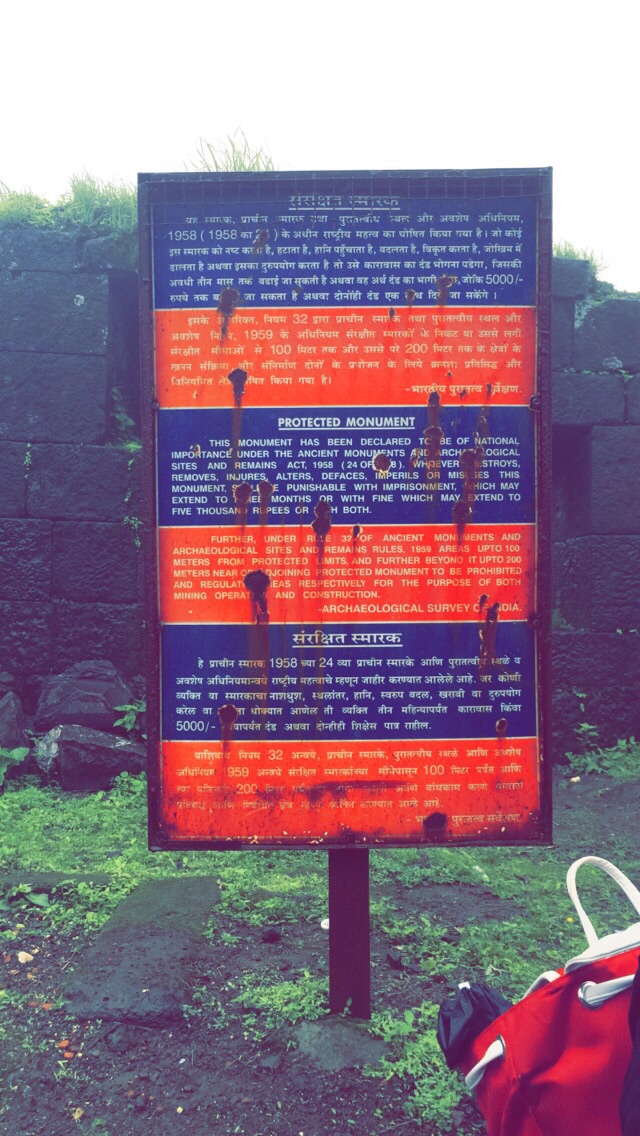 संरक्षित स्मारक
यह स्मारक, प्राचीन स्मारक तथा पुरातत्वीय स्थल और अवशेष अधिनियम,
1958 ( 1958 का ) के अधीन राष्ट्रीय महत्व का घोषित किया गया है । जो कोई
इस स्मारक को नष्ट करता है, हटाता है, हानि पहुँचाता है, बदलता है, विकृत करता है, जोखिम में
डालता है अथवा इसका दुरुपयोग करता है तो उसे कारावास का दंड भोगना पडेगा, जिसकी
अवधी तीन मास तक बढाई जा सकती है अथवा वह अर्थ दंड का भागी जोकि 5000/-
रुपये तक जा सकता है अथवा दोनोंही दंड एक दिये जा सकेंगे ।
इसके नियम 32 द्वारा प्राचीन स्मारक तथा पुरातत्वीय स्थल और
अवशेष 1959 के अधिनियम संरक्षीत स्मारकों के निकट या उससे लगी
संरक्षीत सीमाओं से 100 मिटर तक और उससे परे 200 मिटर तक के क्षेत्रों के
खनन संक्रिया और संनिर्माण दोनों के प्रयोजन के लिये क्रमश: प्रतिसिद्ध और
विनियमित किया गया है।
-भारतीय पुरातत्व सर्वेक्षण.
PROTECTED MONUMENT
THIS MONUMENT HAS BEEN DECLARED TO BE OF NATIONAL
IMPORTANCE UNDER THE ANCIENT MONUMENTS AND ARCHAEOLOGICAL
SITES AND REMAINS ACT, 1958 (24 OF ). WHOEVER DESTROYS,
REMOVES, INJURES, ALTERS, DEFACES, IMPERILS OR MISUSES THIS
MONUMENT, BE PUNISHABLE WITH IMPRISONMENT, WHICH MAY
EXTEND TO THREE MONTHS OR WITH FINE WHICH MAY EXTEND TO
FIVE THOUSAND RUPEES OR BOTH.
FURTHER, UNDER RULE 32 OF ANCIENT MONUMENTS AND
ARCHAEOLOGICAL SITES AND REMAINS RULES, 1959 AREAS UPTO 100
METERS FROM PROTECTED LIMITS, AND FURTHER BEYOND IT UPTO 200
METERS NEAR OR ADJOINING PROTECTED MONUMENT TO BE PROHIBITED
AND REGULATED AREAS RESPECTIVELY FOR THE PURPOSE OF BOTH
MINING OPERATION AND CONSTRUCTION.
-ARCHAEOLOGICAL SURVEY OF INDIA.
संरक्षित स्मारक
हे प्राचीन स्मारक 1958 च्या 24 व्या प्राचीन स्मारके आणि पुरातत्वीय स्थळे व
अवशेष अधिनियमान्वये राष्ट्रीय महत्वाचे म्हणून जाहीर करण्यात आलेले आहे. जर कोणी
व्यक्ति या स्मारकाचा नाशधुश, स्थलांतर, हानि, स्वरुप बदल, खराबी वा दुरुपयोग
करेल वा धोक्यात आणेल ती व्यक्ति तीन महिन्यापर्यंत कारावास किंवा
5000/- दंड अथवा दोन्हीही शिक्षेस पात्र राहील.
याशिवाय नियम 32 अन्वये, प्राचीन स्मारके, पुरातत्वीय स्थळे आणि अवशेष
अधिनियम 1959 अन्वये संरक्षित स्मारकांच्या सीमेपासून 100 मिटर पर्यंत आणि
त्या 200 आणि बांधकाम करणे
आणि क्षेत्र करण्यात आले आहे.
- पुरातत्व सर्वेक्षण.